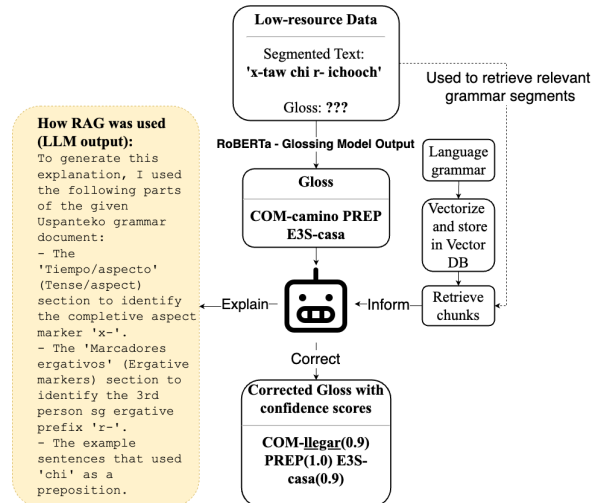 Low-resource Data
Segmented Text:
'x-taw chi r- ichooch'
Gloss: ???
Used to retrieve relevant
grammar segments
RoBERTa - Glossing Model Output
Gloss
COM-camino PREP
E3S-casa
Language
grammar
Vectorize
and store
in Vector
DB
Retrieve
chunks
Inform
Explain
Correct
Corrected Gloss with
confidence scores
COM-llegar(0.9)
PREP(1.0) E3S-
casa(0.9)
How RAG was used
(LLM output):
To generate this
explanation, I used
the following parts
of the given
Uspanteko grammar
document:
- The
'Tiempo/aspecto'
(Tense/aspect)
section to identify
the completive aspect
marker 'x-'.
- The 'Marcadores
ergativos' (Ergative
markers) section to
identify the 3rd
person sg ergative
prefix 'r-'.
- The example
sentences that used
'chi' as a
preposition.